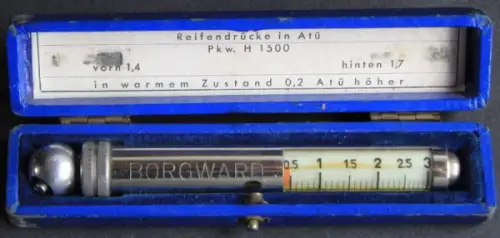 Reifendrücke in Atü
Pkw. H 1500
vorn 1,4 hinten 1,7
in warmem Zustand 0,2 Atü höher
BORGWARD 0.5 1 1.5 2 2.5 3